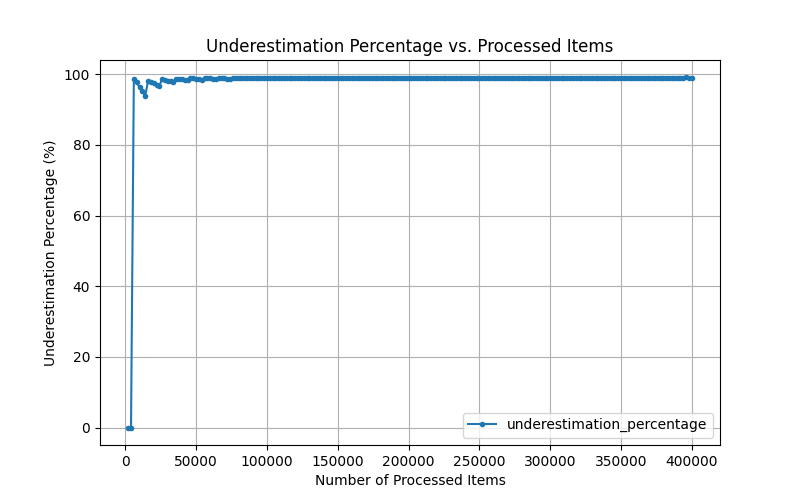 Underestimation Percentage vs. Processed Items
Underestimation Percentage (%)
100
80
60
40
20
0
underestimation_percentage
0 50000 100000 150000 200000 250000 300000 350000 400000
Number of Processed Items